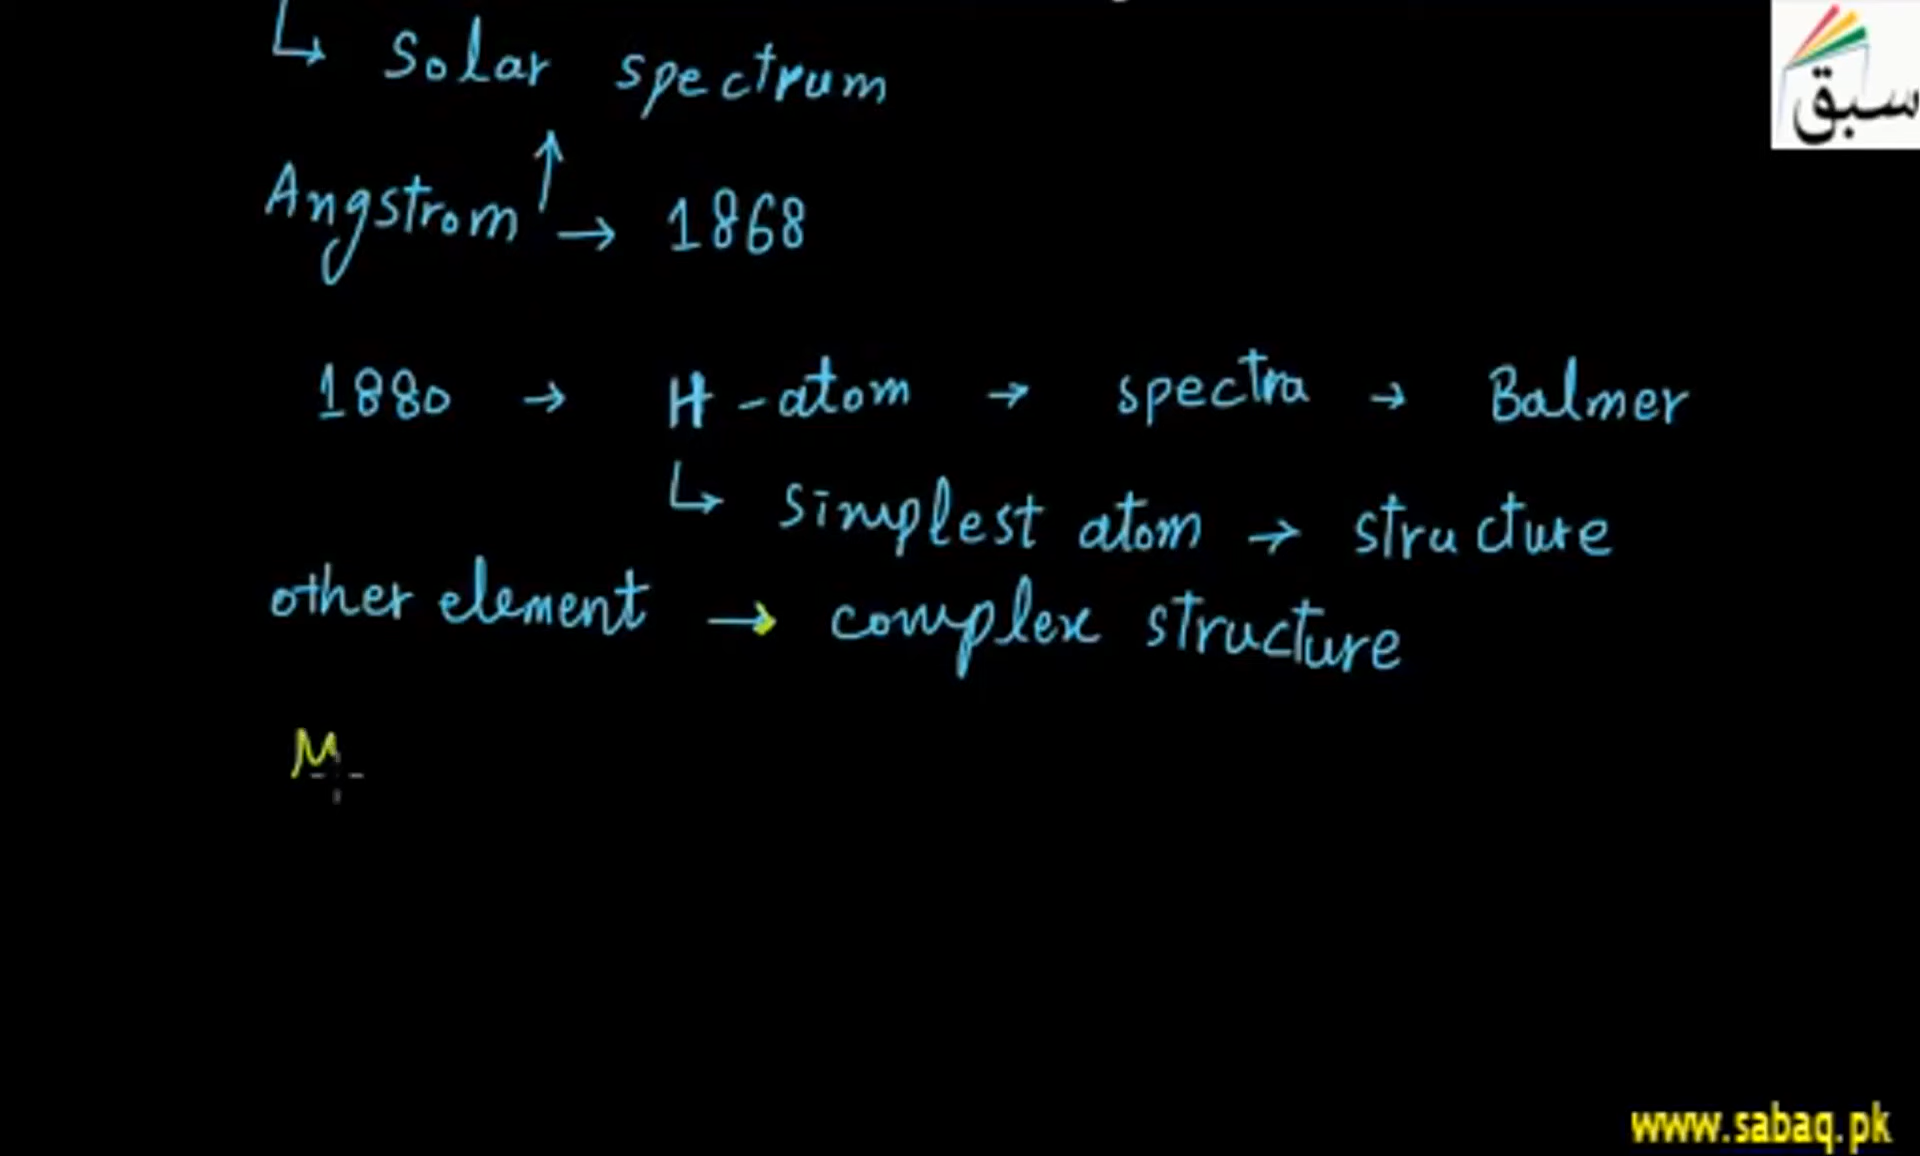 ↳ Solar spectrum
سبق
↑
Angstrom → 1868
1880 → H-atom → spectra → Balmer
↳ simplest atom → structure
other element → complex structure
M
www.sabaq.pk